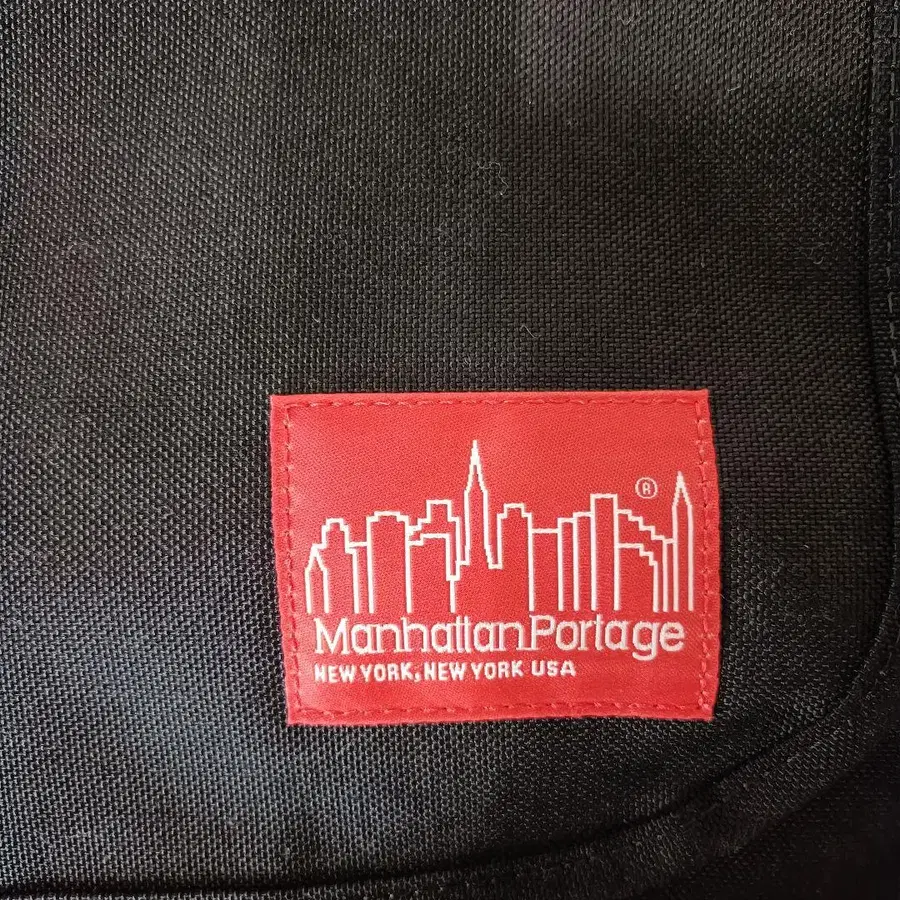 ®
ManhattanPortage
NEW YORK, NEW YORK USA